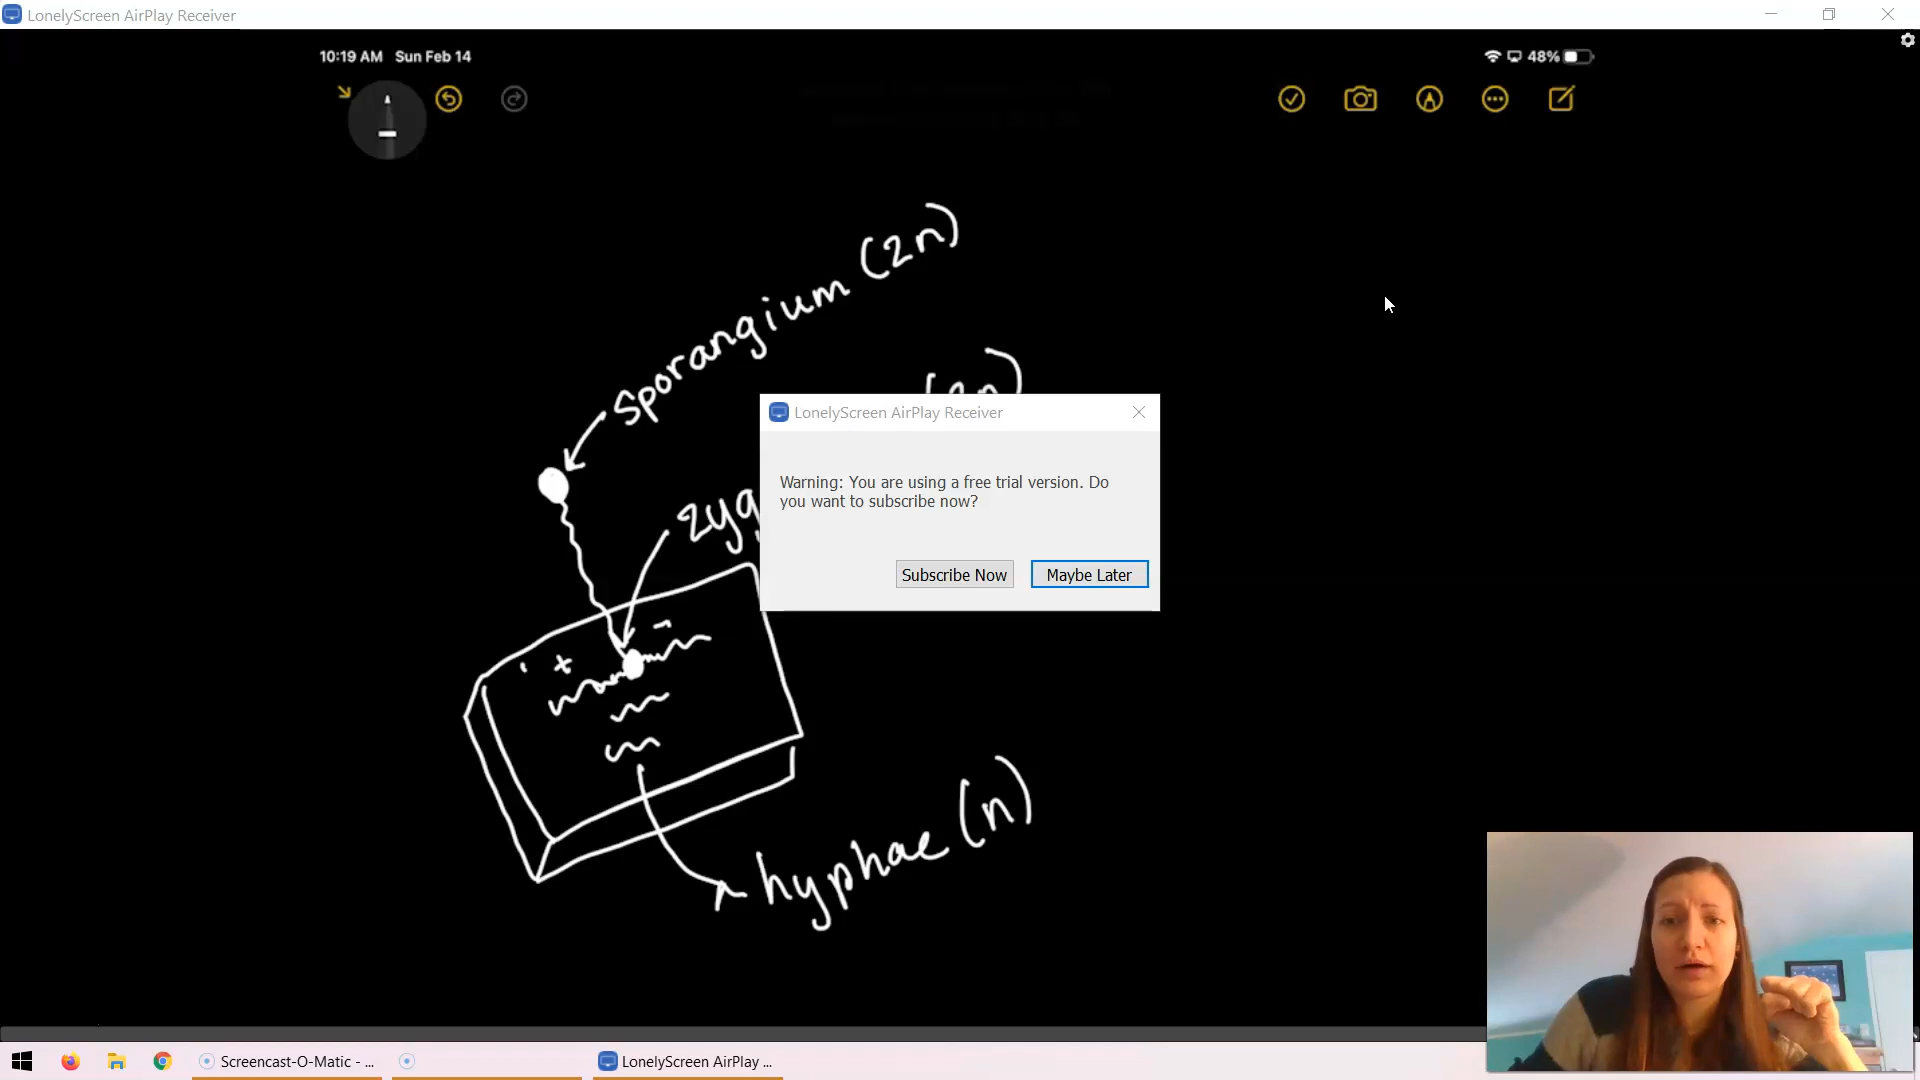 LonelyScreen AirPlay Receiver
10:19 AM Sun Feb 14
48%
sporangium (2n)
(2n)
LonelyScreen AirPlay Receiver
Warning: You are using a free trial version. Do
you want to subscribe now?
Subscribe Now
Maybe Later
zyg
+ -
hyphae (n)
Screencast-O-Matic - ...
LonelyScreen AirPlay ...